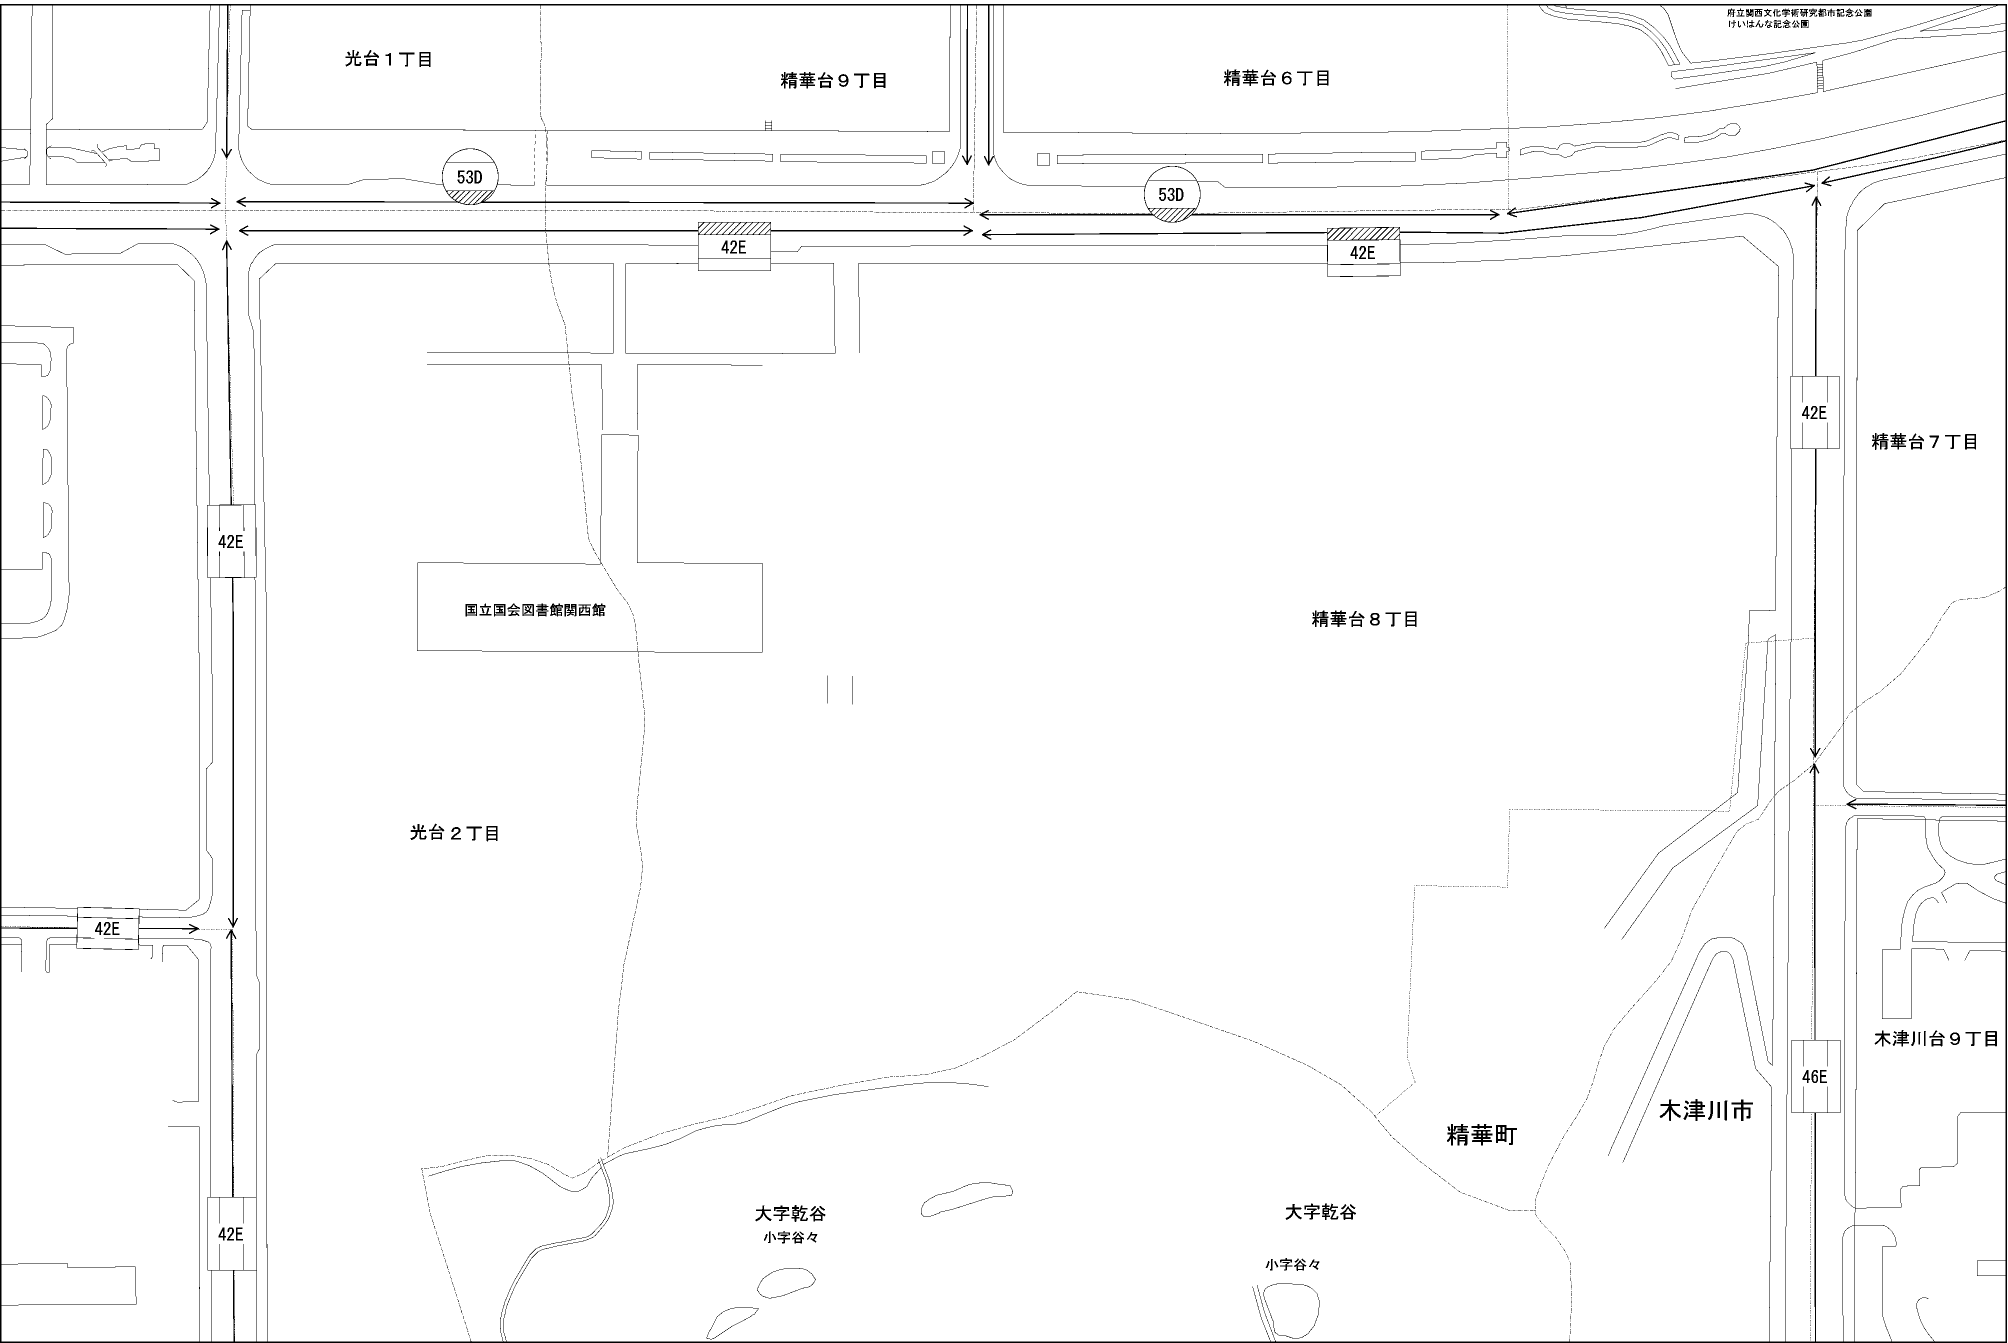 府立関西文化学術研究都市記念公園
けいはんな記念公園
光台１丁目
精華台９丁目
精華台６丁目
53D
53D
42E
42E
42E
精華台７丁目
42E
国立国会図書館関西館
精華台８丁目
光台２丁目
42E
木津川台９丁目
46E
木津川市
精華町
大字乾谷
小字谷々
大字乾谷
小字谷々
42E